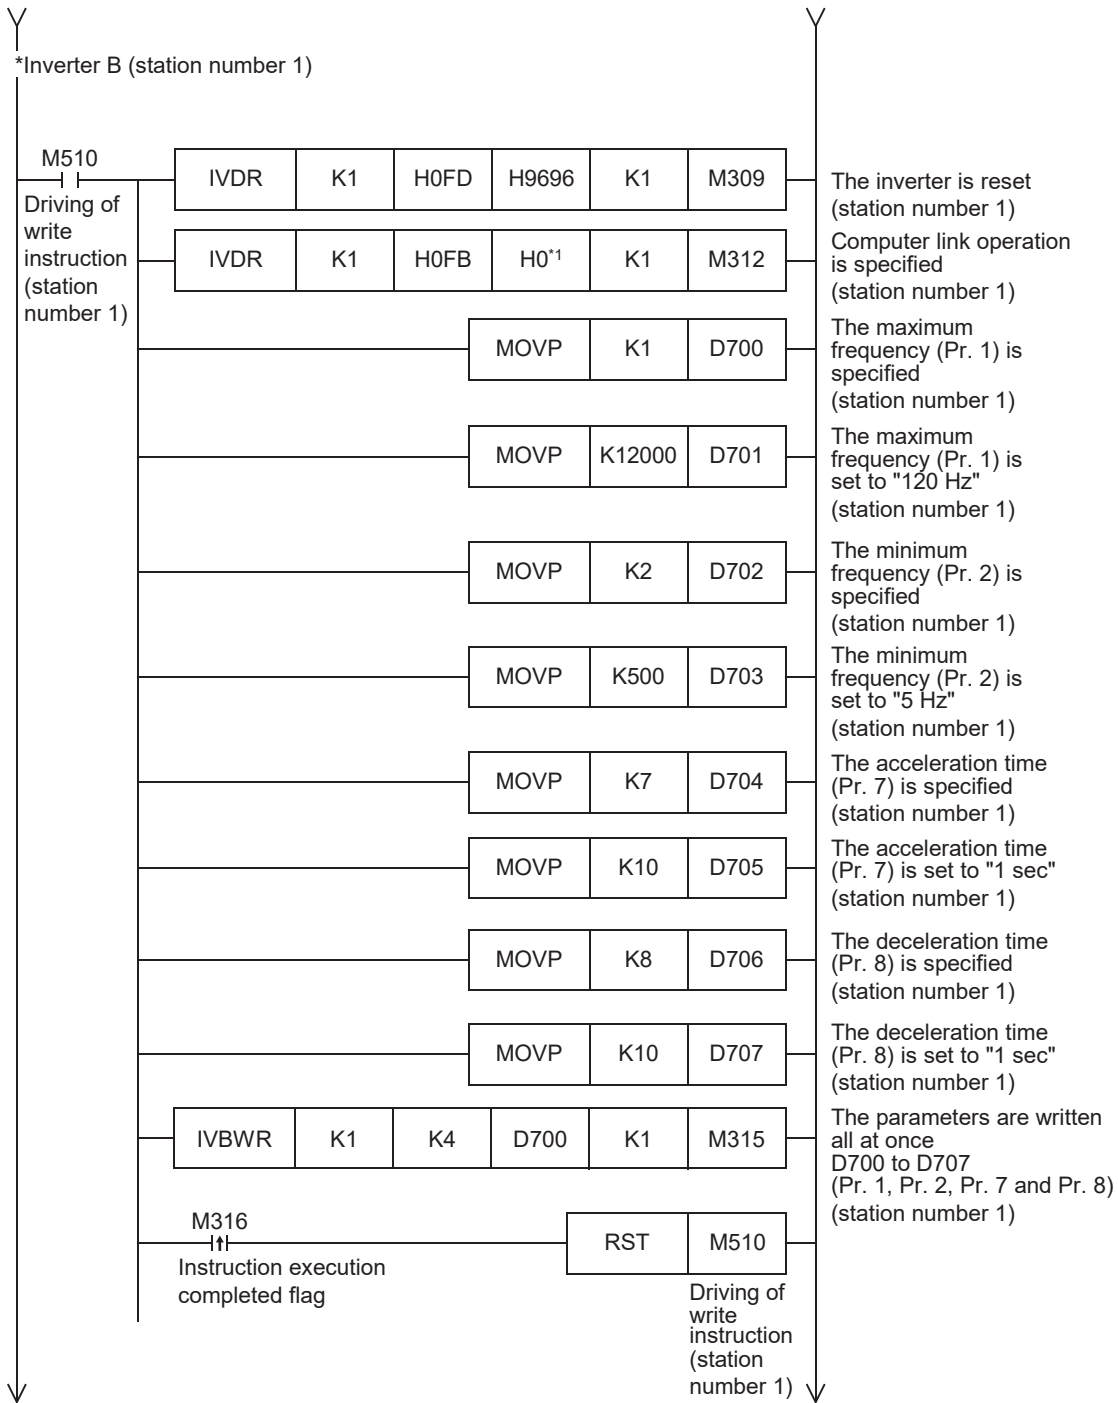 *Inverter B (station number 1)
M510
Driving of
write
instruction
(station
number 1)
IVDR K1 H0FD H9696 K1 M309
The inverter is reset
(station number 1)
IVDR K1 H0FB H0*1 K1 M312
Computer link operation
is specified
(station number 1)
MOVP K1 D700
The maximum
frequency (Pr. 1) is
specified
(station number 1)
MOVP K12000 D701
The maximum
frequency (Pr. 1) is
set to "120 Hz"
(station number 1)
MOVP K2 D702
The minimum
frequency (Pr. 2) is
specified
(station number 1)
MOVP K500 D703
The minimum
frequency (Pr. 2) is
set to "5 Hz"
(station number 1)
MOVP K7 D704
The acceleration time
(Pr. 7) is specified
(station number 1)
MOVP K10 D705
The acceleration time
(Pr. 7) is set to "1 sec"
(station number 1)
MOVP K8 D706
The deceleration time
(Pr. 8) is specified
(station number 1)
MOVP K10 D707
The deceleration time
(Pr. 8) is set to "1 sec"
(station number 1)
IVBWR K1 K4 D700 K1 M315
The parameters are written
all at once
D700 to D707
(Pr. 1, Pr. 2, Pr. 7 and Pr. 8)
(station number 1)
M316
Instruction execution
completed flag
RST M510
Driving of
write
instruction
(station
number 1)